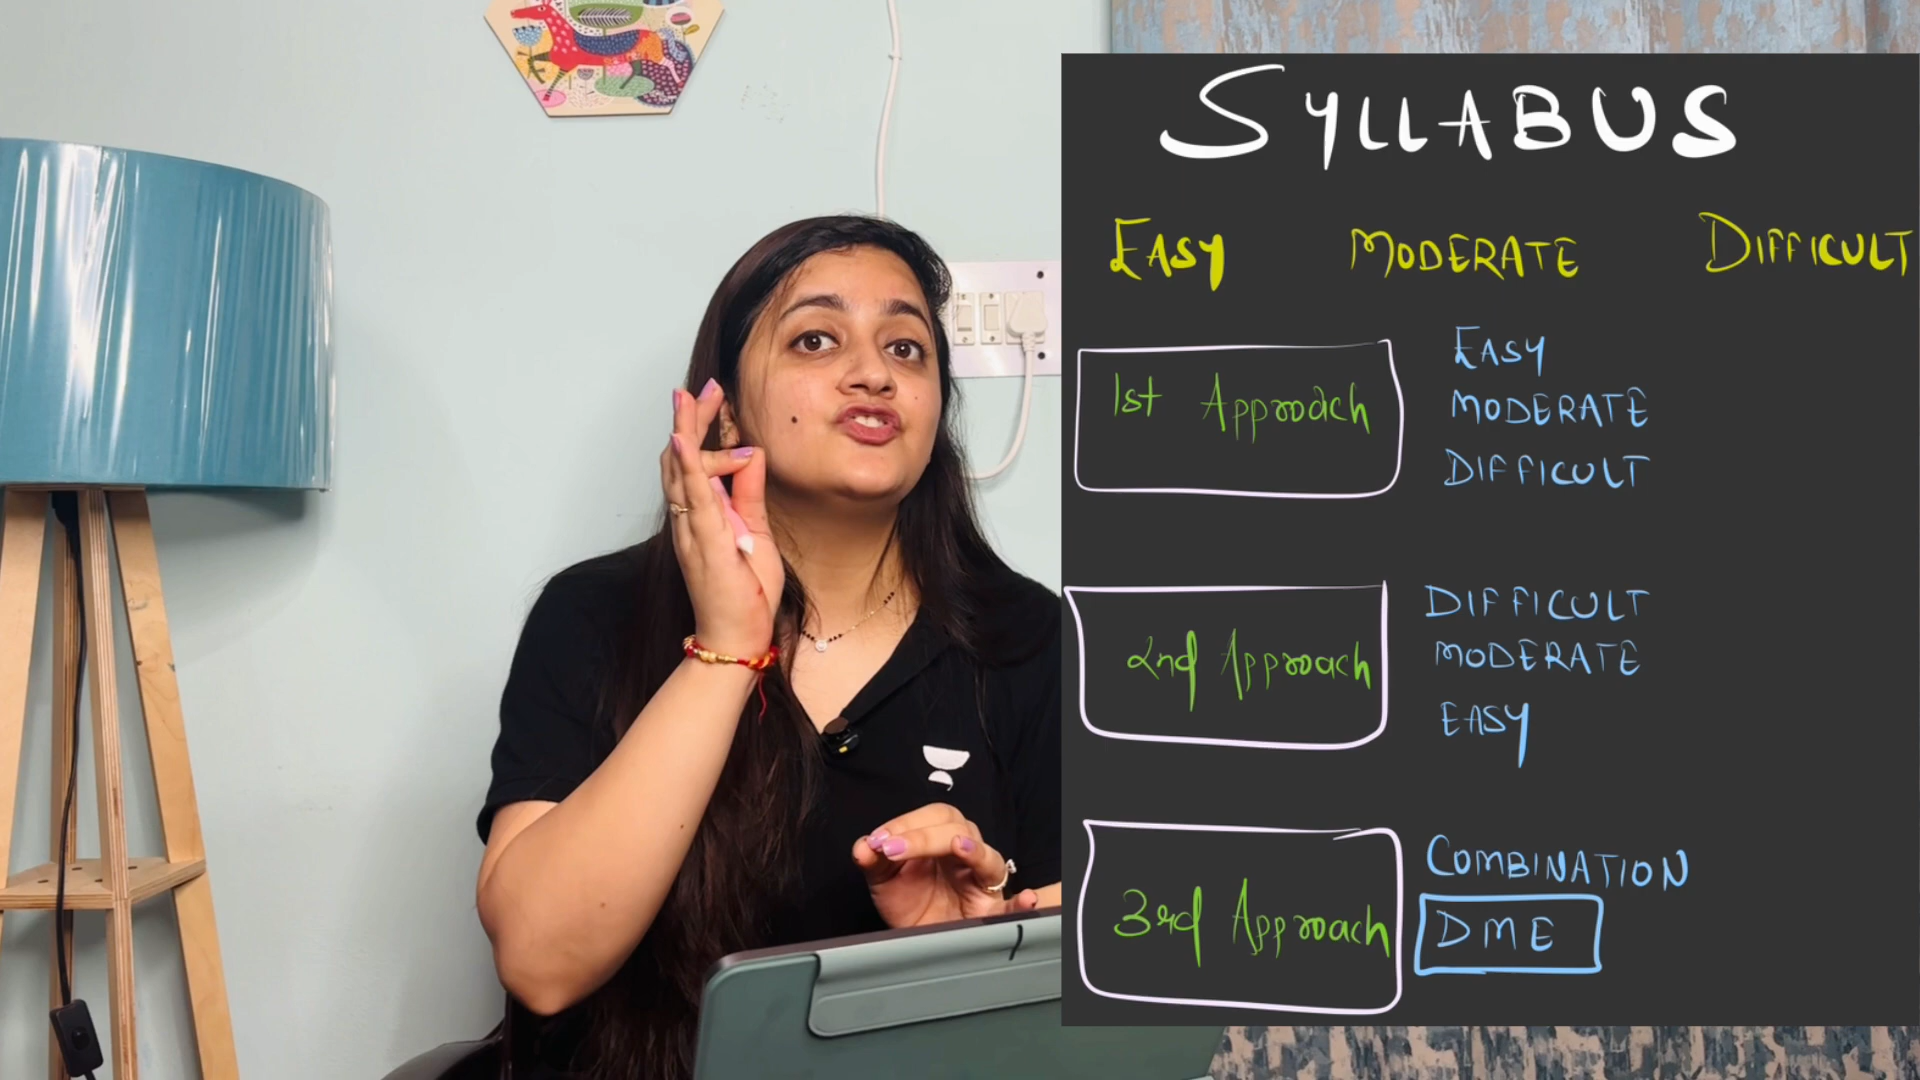 SYLLABUS
EASY MODERATE DIFFICULT
1st Approach
EASY
MODERATE
DIFFICULT
2nd Approach
DIFFICULT
MODERATE
EASY
3rd Approach
COMBINATION
DME